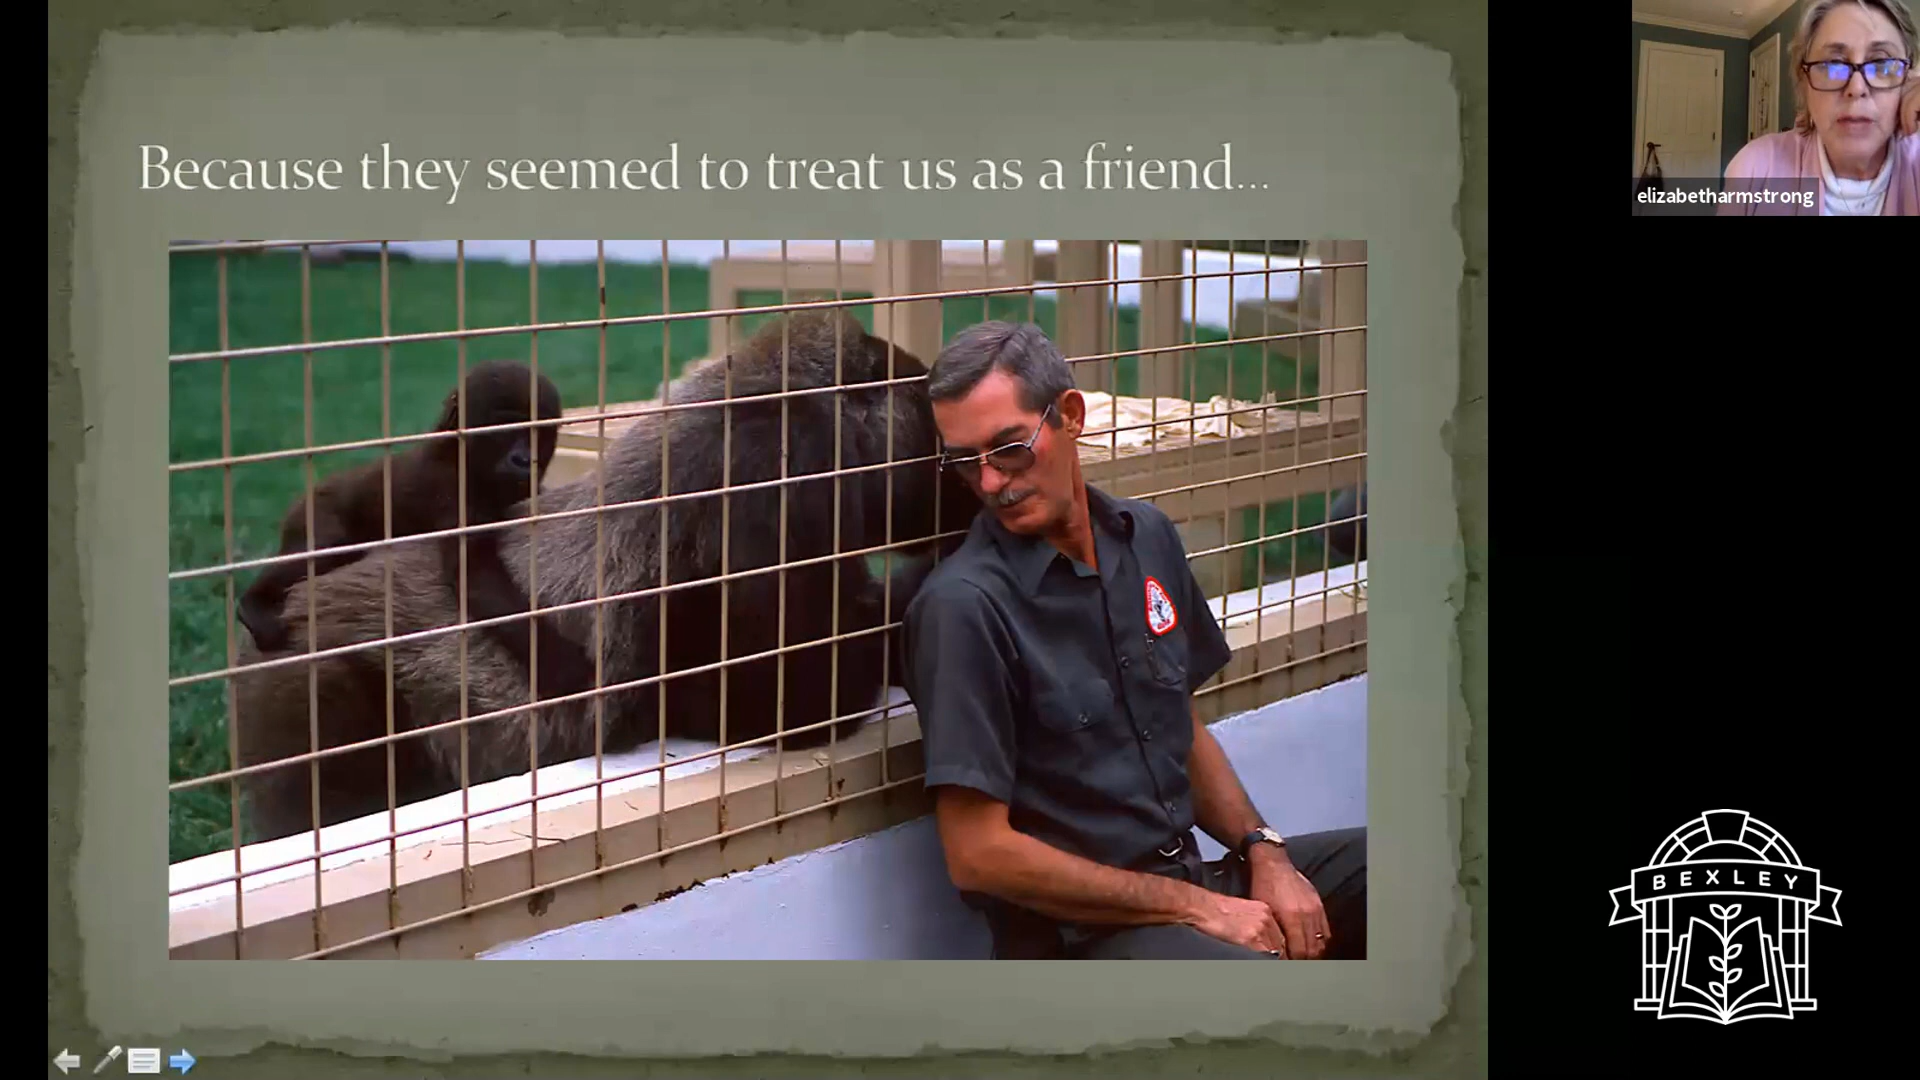 Because they seemed to treat us as a friend...
elizabetharmstrong
BEXLEY